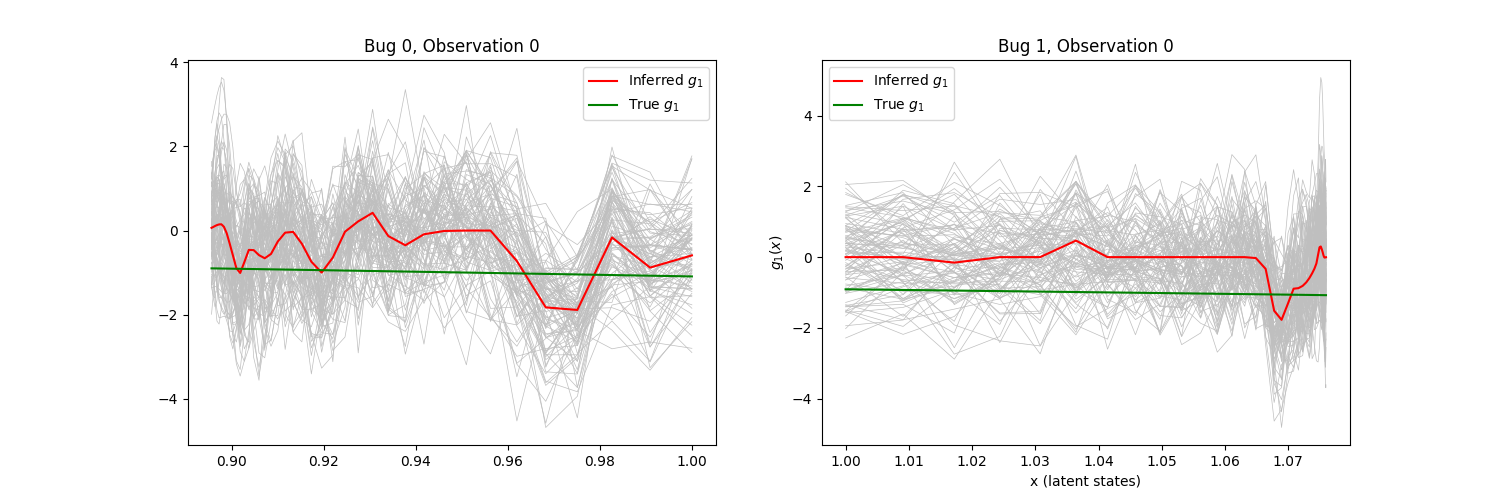 Bug 0, Observation 0
4
2
0
−2
−4
0.90 0.92 0.94 0.96 0.98 1.00
Inferred g₁
True g₁
Bug 1, Observation 0
g₁(x)
4
2
0
−2
−4
1.00 1.01 1.02 1.03 1.04 1.05 1.06 1.07
x (latent states)
Inferred g₁
True g₁